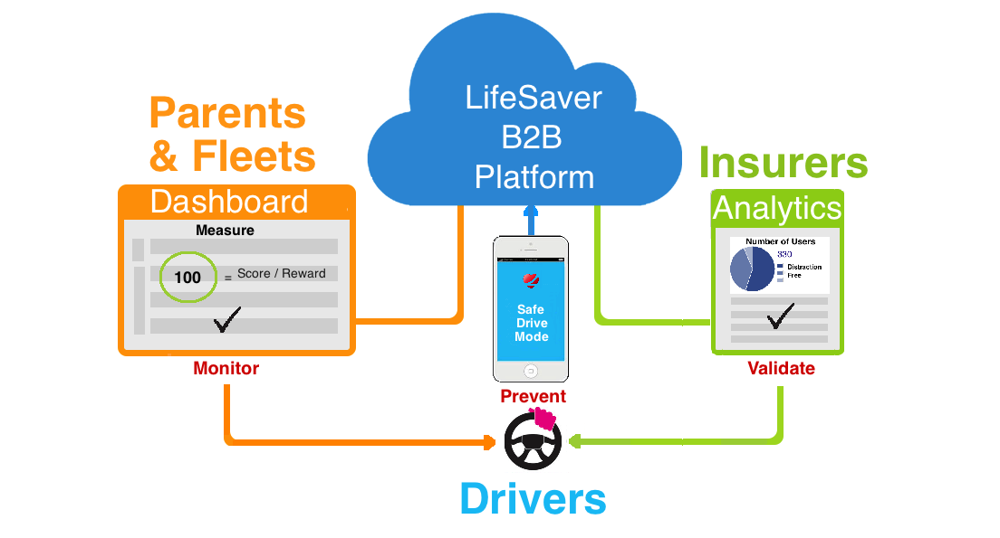 LifeSaver
B2B
Platform
Parents
& Fleets
Dashboard
Measure
100 = Score / Reward
Monitor
Safe
Drive
Mode
Prevent
Drivers
Insurers
Analytics
Number of Users
330
Distraction
Free
Validate